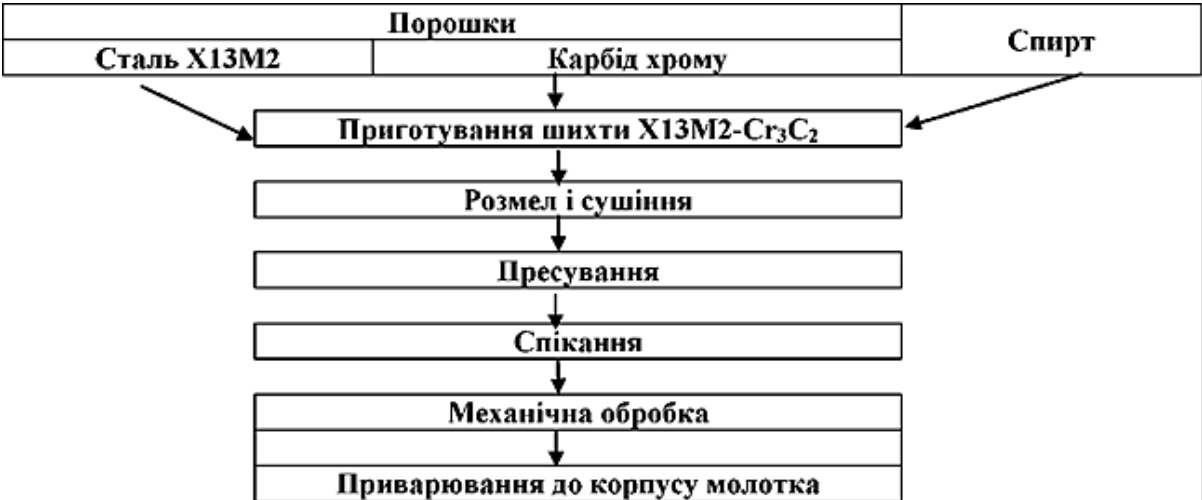 Порошки
Спирт
Сталь Х13М2
Карбід хрому
Приготування шихти Х13М2-Cr₃C₂
Розмел і сушіння
Пресування
Спікання
Механічна обробка
Приварювання до корпусу молотка